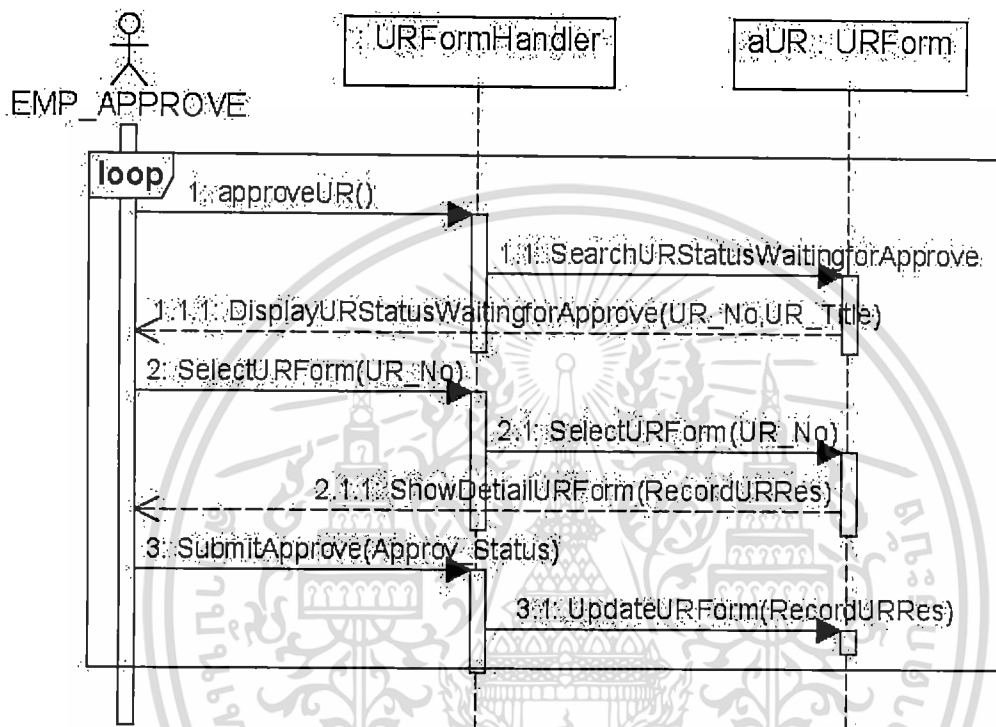 : URFormHandler
aUR : URForm
EMP_APPROVE
loop
1: approveUR()
1.1: SearchURStatusWaitingforApprove
1.1.1: DisplayURStatusWaitingforApprove(UR_No,UR_Title)
2: SelectURForm(UR_No)
2.1: SelectURForm(UR_No)
2.1.1: ShowDetiailURForm(RecordURRes)
3: SubmitApprove(Approv_Status)
3.1: UpdateURForm(RecordURRes)